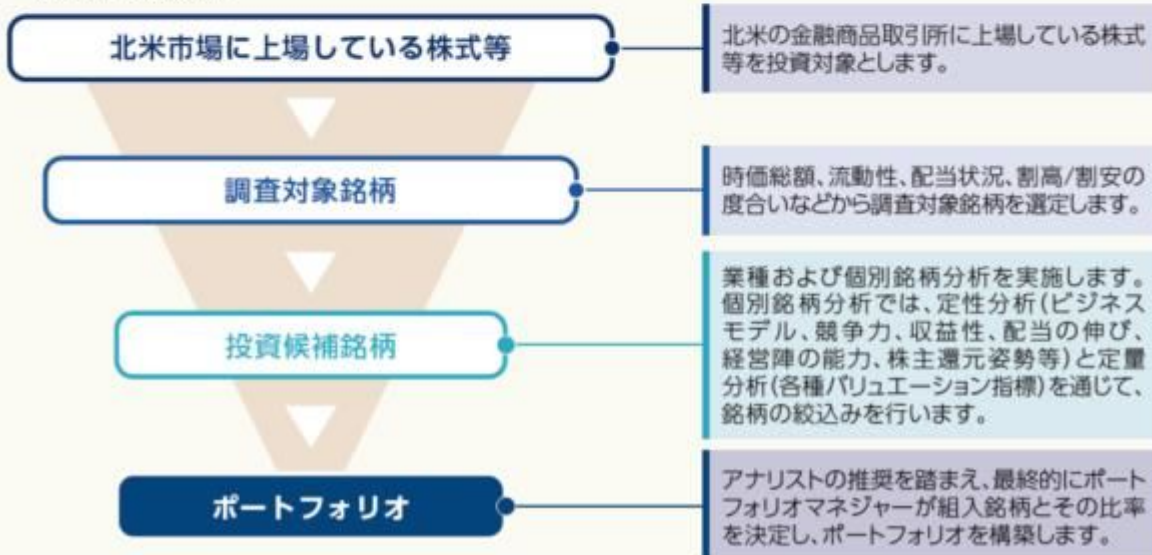 北米市場に上場している株式等
北米の金融商品取引所に上場している株式
等を投資対象とします。
調査対象銘柄
時価総額、流動性、配当状況、割高/割安の
度合いなどから調査対象銘柄を選定します。
投資候補銘柄
業種および個別銘柄分析を実施します。
個別銘柄分析では、定性分析(ビジネス
モデル、競争力、収益性、配当の伸び、
経営陣の能力、株主還元姿勢等)と定量
分析(各種バリュエーション指標)を通じて、
銘柄の絞込みを行います。
ポートフォリオ
アナリストの推奨を踏まえ、最終的にポート
フォリオマネジャーが組入銘柄とその比率
を決定し、ポートフォリオを構築します。